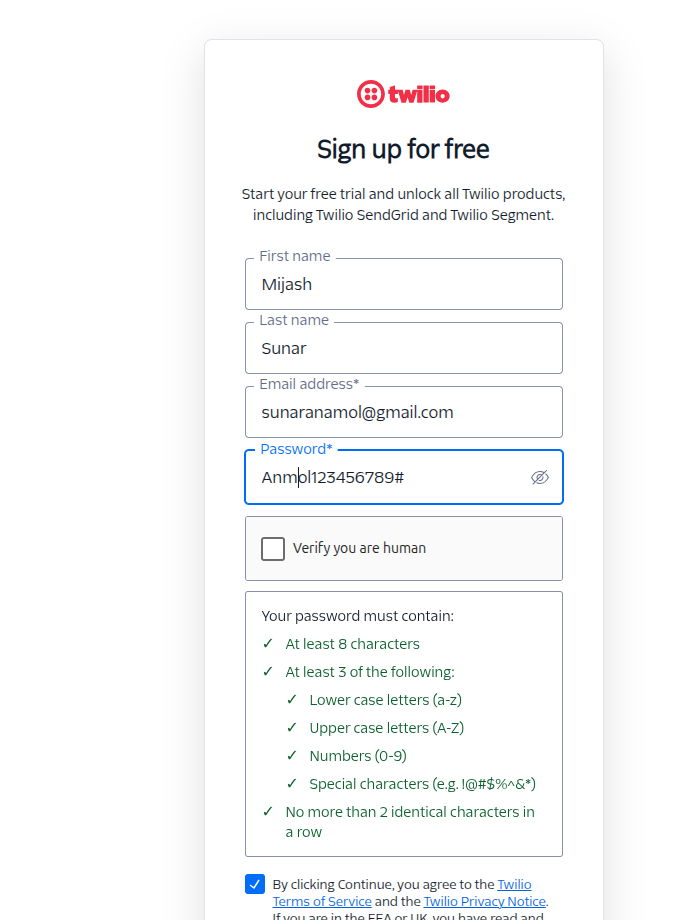 twilio
Sign up for free
Start your free trial and unlock all Twilio products,
including Twilio SendGrid and Twilio Segment.
First name
Mijash
Last name
Sunar
Email address*
sunaranamol@gmail.com
Password*
Anmol123456789#
Verify you are human
Your password must contain:
✓ At least 8 characters
✓ At least 3 of the following:
✓ Lower case letters (a-z)
✓ Upper case letters (A-Z)
✓ Numbers (0-9)
✓ Special characters (e.g. !@#$%^&*)
✓ No more than 2 identical characters in
a row
By clicking Continue, you agree to the Twilio
Terms of Service and the Twilio Privacy Notice.
If you are in the EEA or UK, you have read and